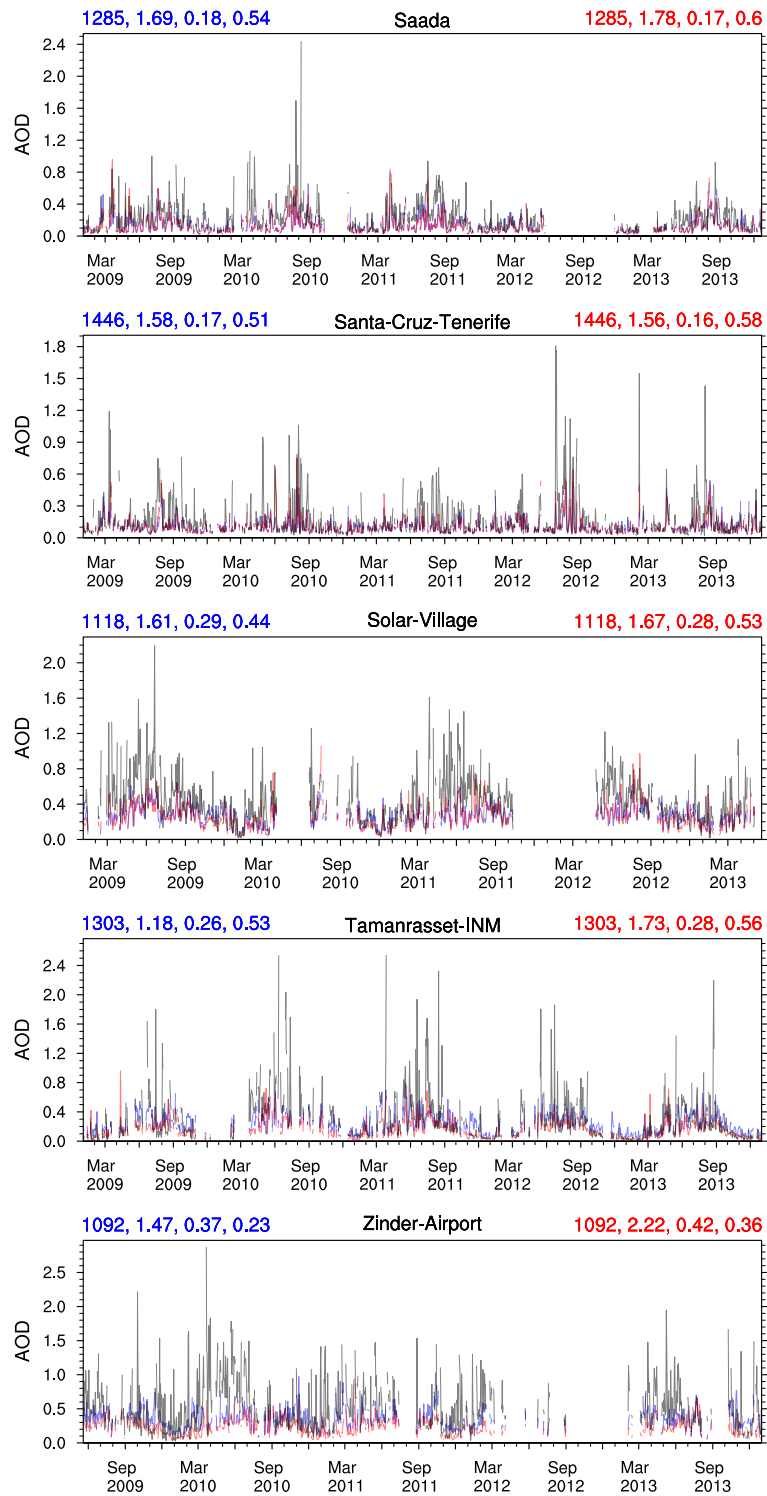 1285, 1.69, 0.18, 0.54 Saada 1285, 1.78, 0.17, 0.6
AOD
2.4
2.0
1.6
1.2
0.8
0.4
0.0
Mar Sep Mar Sep Mar Sep Mar Sep Mar Sep
2009 2009 2010 2010 2011 2011 2012 2012 2013 2013
1446, 1.58, 0.17, 0.51 Santa-Cruz-Tenerife 1446, 1.56, 0.16, 0.58
AOD
1.8
1.5
1.2
0.9
0.6
0.3
0.0
Mar Sep Mar Sep Mar Sep Mar Sep Mar Sep
2009 2009 2010 2010 2011 2011 2012 2012 2013 2013
1118, 1.61, 0.29, 0.44 Solar-Village 1118, 1.67, 0.28, 0.53
AOD
2.0
1.6
1.2
0.8
0.4
0.0
Mar Sep Mar Sep Mar Sep Mar Sep Mar
2009 2009 2010 2010 2011 2011 2012 2012 2013
1303, 1.18, 0.26, 0.53 Tamanrasset-INM 1303, 1.73, 0.28, 0.56
AOD
2.4
2.0
1.6
1.2
0.8
0.4
0.0
Mar Sep Mar Sep Mar Sep Mar Sep Mar Sep
2009 2009 2010 2010 2011 2011 2012 2012 2013 2013
1092, 1.47, 0.37, 0.23 Zinder-Airport 1092, 2.22, 0.42, 0.36
AOD
2.5
2.0
1.5
1.0
0.5
0.0
Sep Mar Sep Mar Sep Mar Sep Mar Sep
2009 2010 2010 2011 2011 2012 2012 2013 2013